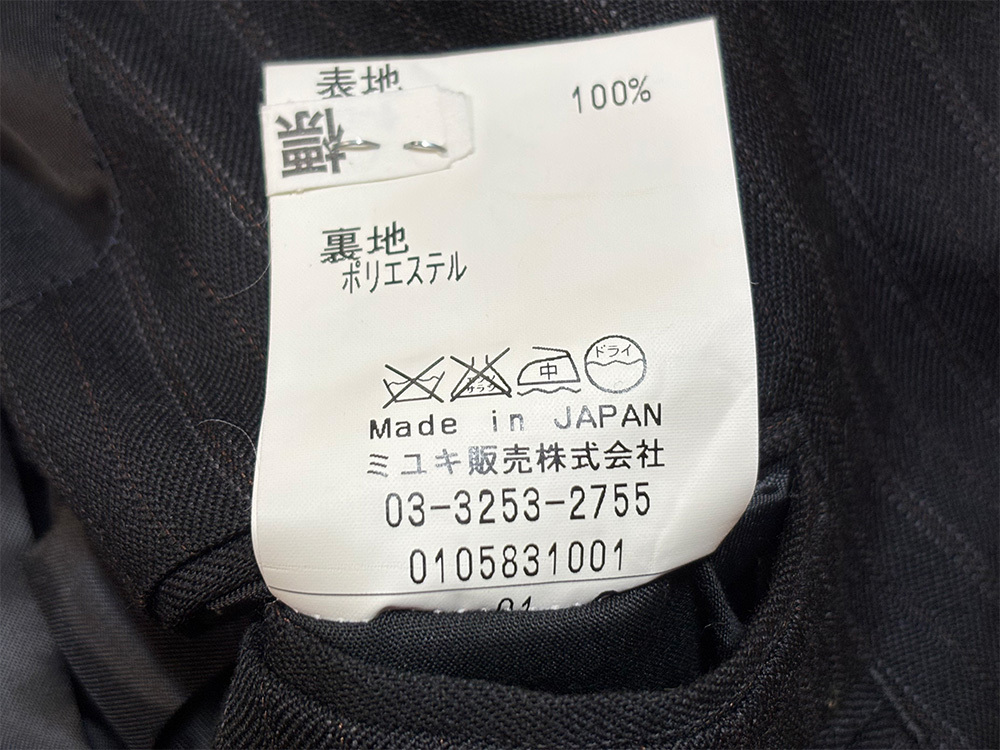 表地
100%
裏地
ポリエステル
中
ドライ
Made in JAPAN
ミユキ販売株式会社
03-3253-2755
0105831001